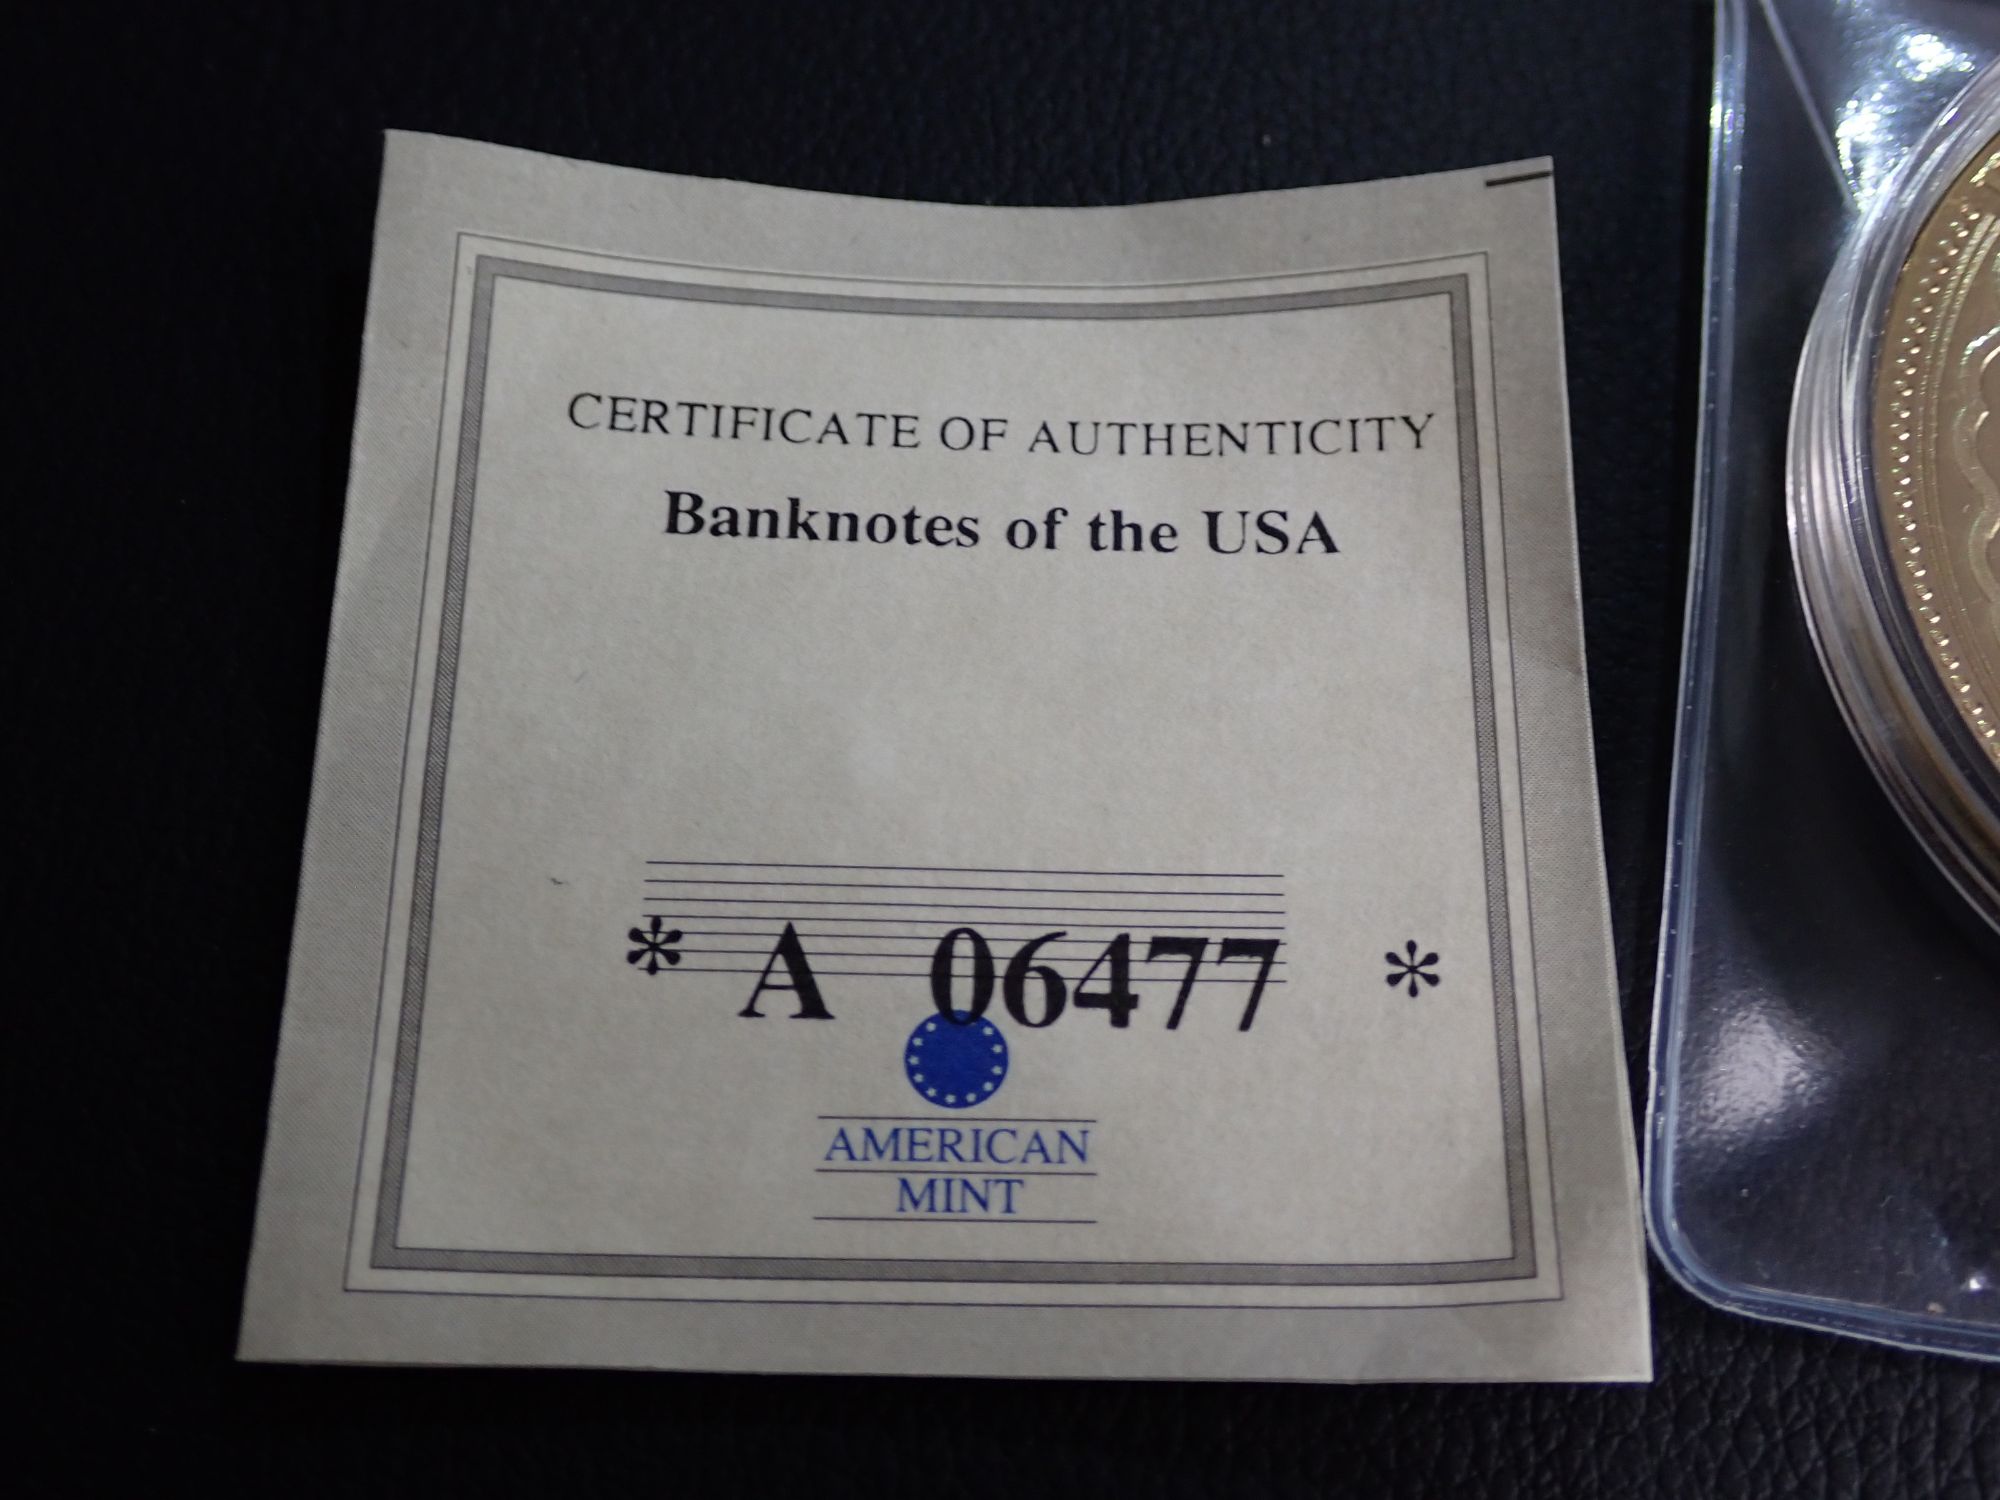 CERTIFICATE OF AUTHENTICITY
Banknotes of the USA
* A 06477 *
AMERICAN
MINT